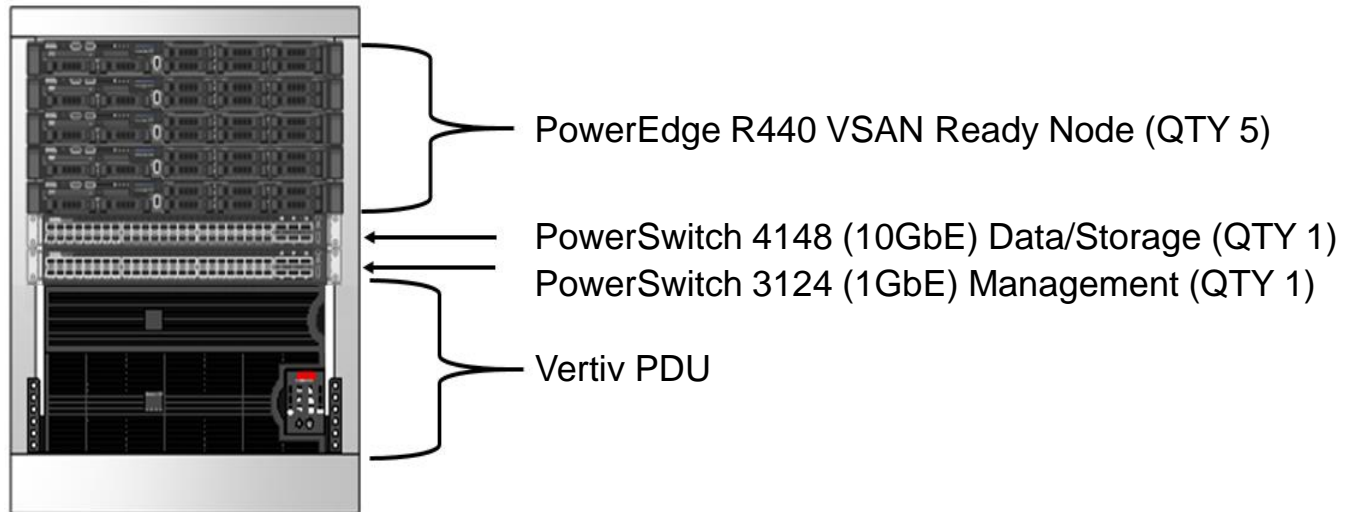 PowerEdge R440 VSAN Ready Node (QTY 5)
PowerSwitch 4148 (10GbE) Data/Storage (QTY 1)
PowerSwitch 3124 (1GbE) Management (QTY 1)
Vertiv PDU